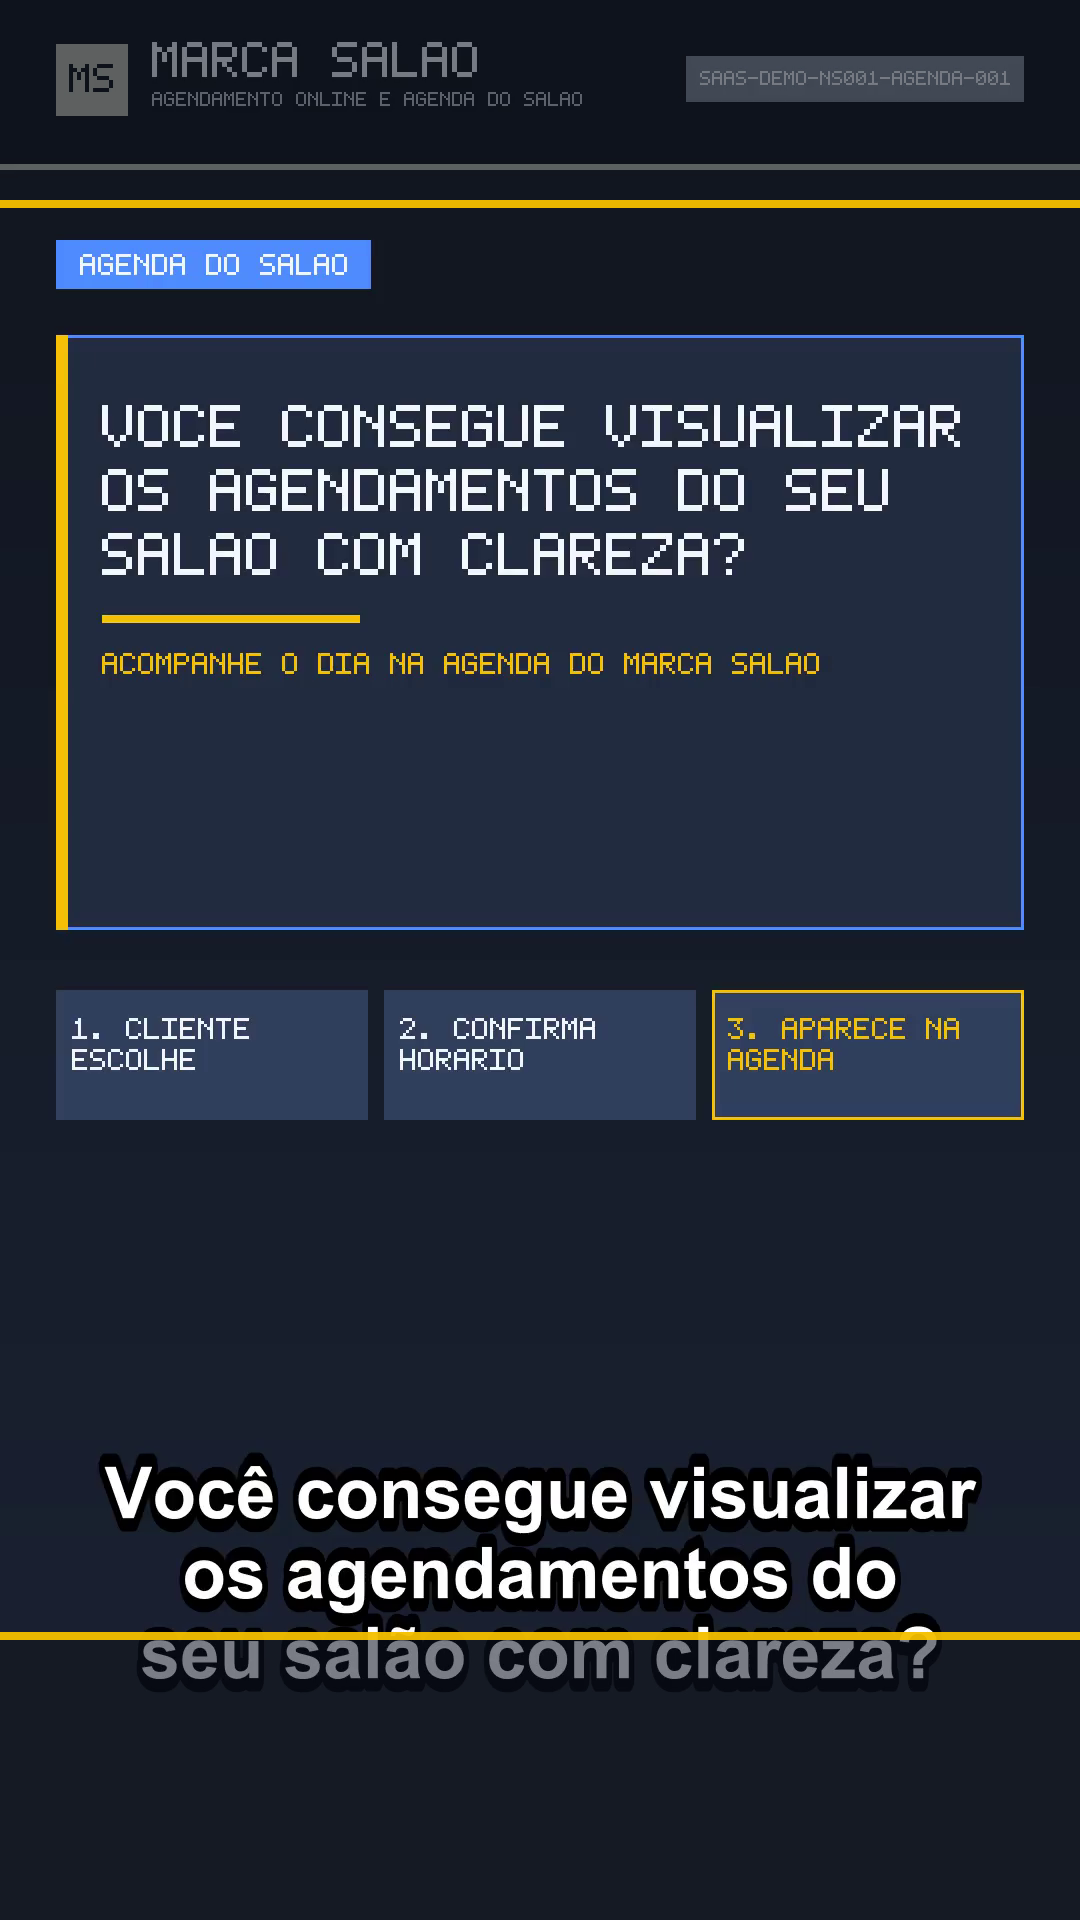 MS
MARCA SALAO
AGENDAMENTO ONLINE E AGENDA DO SALAO
SAAS-DEMO-NS001-AGENDA-001
AGENDA DO SALAO
VOCE CONSEGUE VISUALIZAR
OS AGENDAMENTOS DO SEU
SALAO COM CLAREZA?
ACOMPANHE O DIA NA AGENDA DO MARCA SALAO
1. CLIENTE
ESCOLHE
2. CONFIRMA
HORARIO
3. APARECE NA
AGENDA
Você consegue visualizar
os agendamentos do
seu salão com clareza?